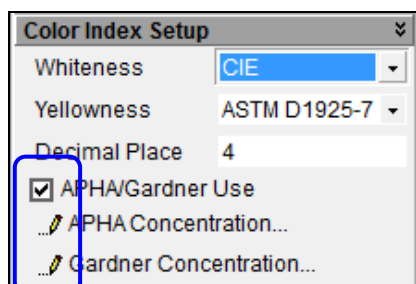 Color Index Setup
Whiteness CIE
Yellowness ASTM D1925-7
Decimal Place 4
APHA/Gardner Use
APHA Concentration...
Gardner Concentration...